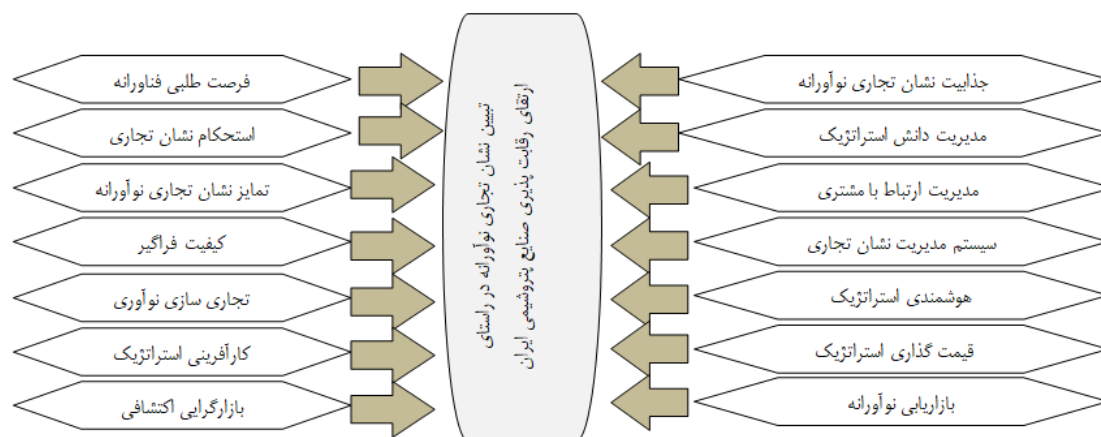 جذابیت نشان تجاری نوآورانه
مدیریت دانش استراتژیک
مدیریت ارتباط با مشتری
سیستم مدیریت نشان تجاری
هوشمندی استراتژیک
قیمت گذاری استراتژیک
بازاریابی نوآورانه
تبیین نشان تجاری نوآورانه در راستای
ارتقای رقابت پذیری صنایع پتروشیمی ایران
فرصت طلبی فناورانه
استحکام نشان تجاری
تمایز نشان تجاری نوآورانه
کیفیت فراگیر
تجاری سازی نوآوری
کارآفرینی استراتژیک
بازارگرایی اکتشافی